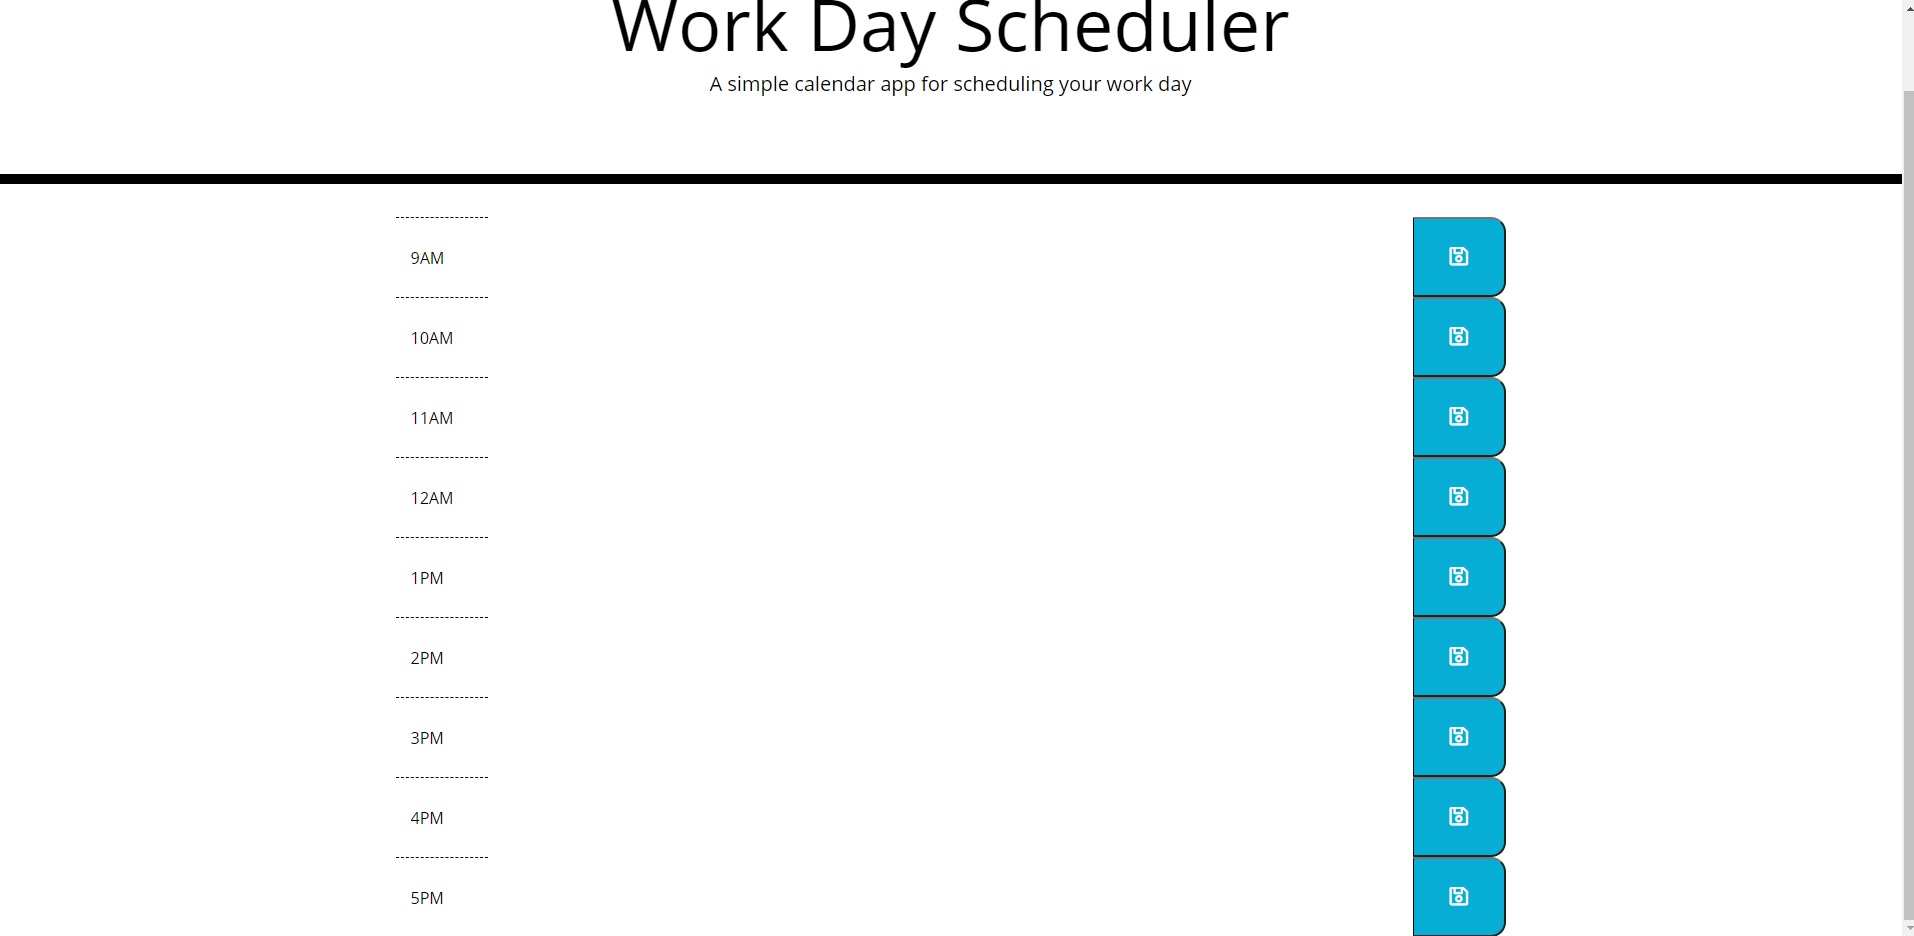 Work Day Scheduler
A simple calendar app for scheduling your work day
9AM
10AM
11AM
12AM
1PM
2PM
3PM
4PM
5PM